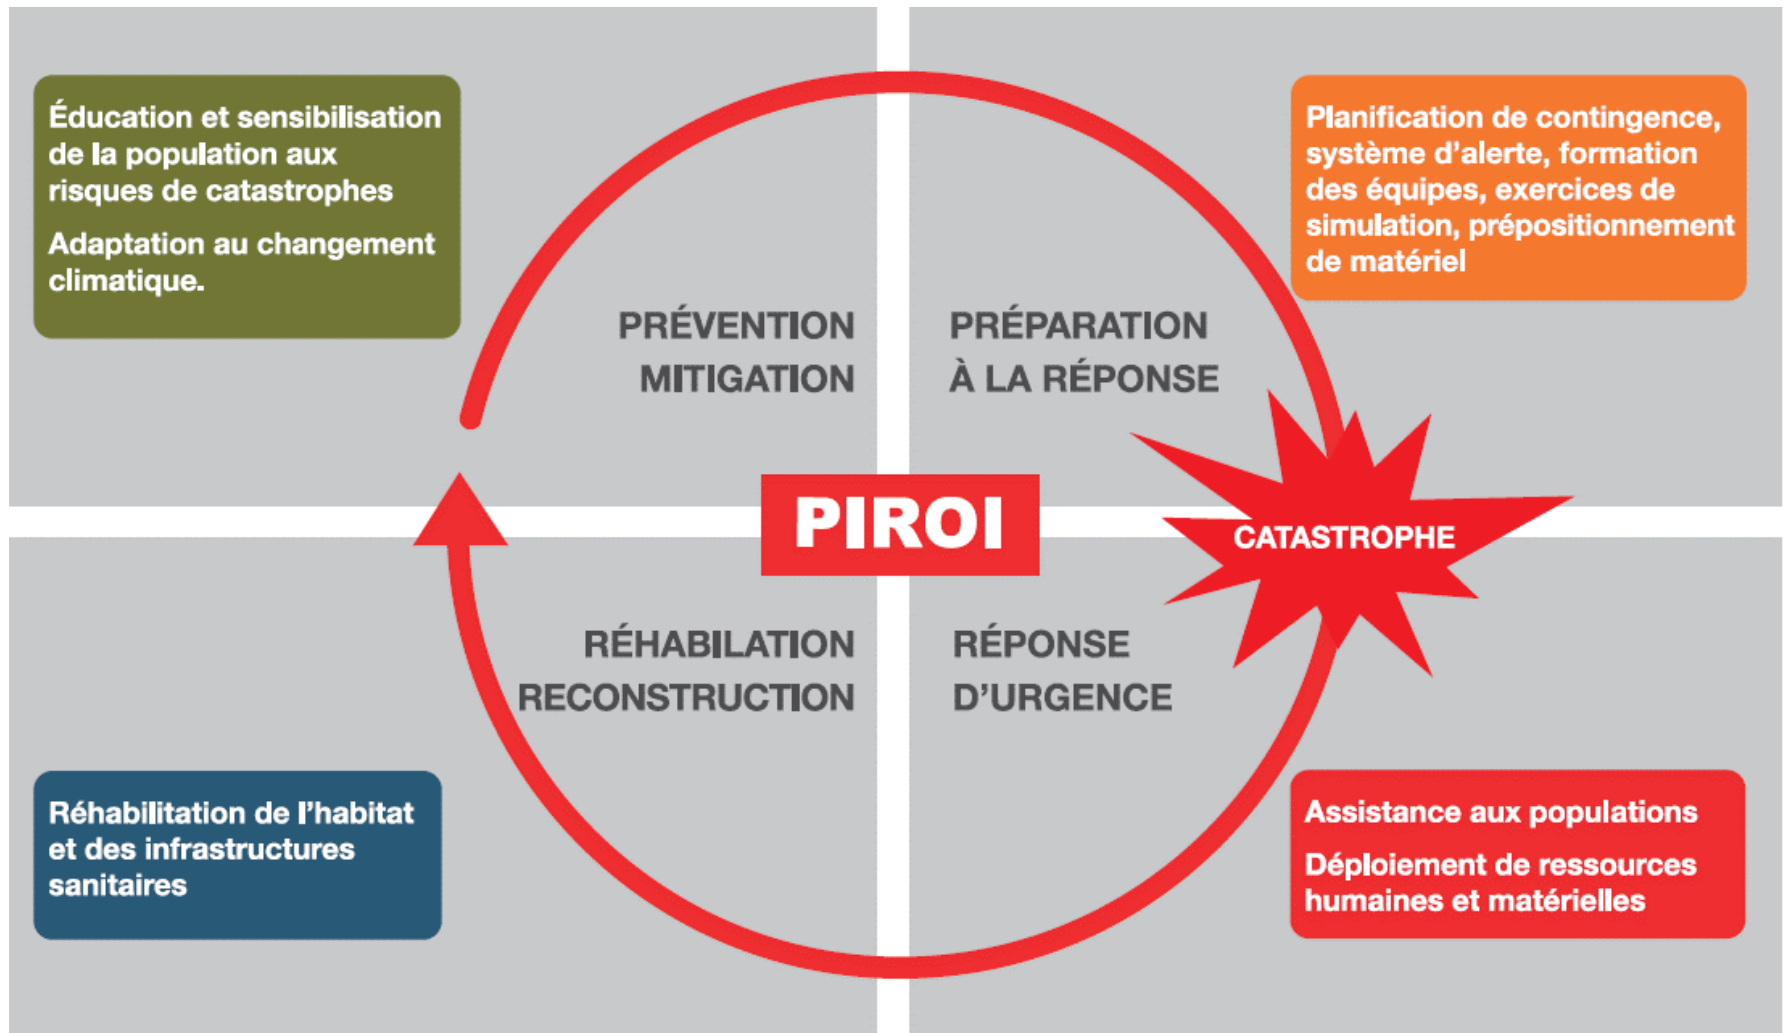 Éducation et sensibilisation
de la population aux
risques de catastrophes
Adaptation au changement
climatique.
Planification de contingence,
système d’alerte, formation
des équipes, exercices de
simulation, prépositionnement
de matériel
PRÉVENTION
MITIGATION
PRÉPARATION
À LA RÉPONSE
PIROI
CATASTROPHE
RÉHABILATION
RECONSTRUCTION
RÉPONSE
D’URGENCE
Réhabilitation de l’habitat
et des infrastructures
sanitaires
Assistance aux populations
Déploiement de ressources
humaines et matérielles